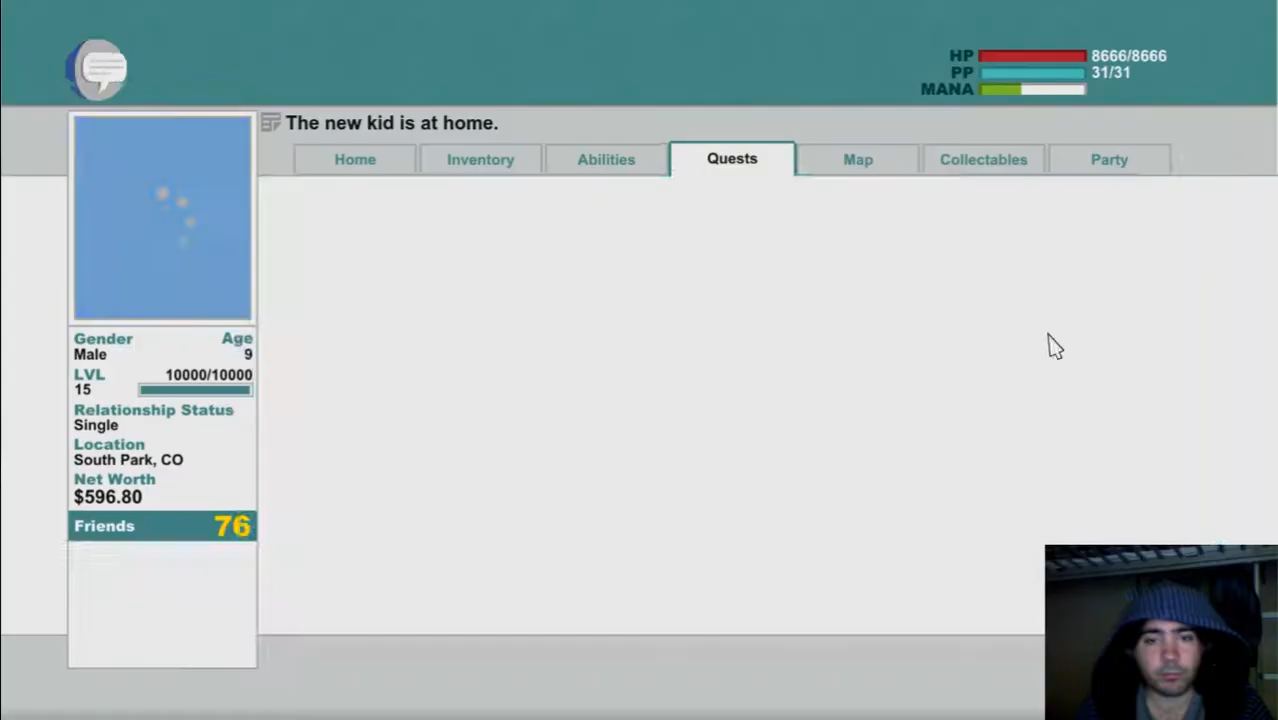 HP 8666/8666
PP 31/31
MANA
The new kid is at home.
Home Inventory Abilities Quests Map Collectables Party
Gender Age
Male 9
LVL 10000/10000
15
Relationship Status
Single
Location
South Park, CO
Net Worth
$596.80
Friends 76